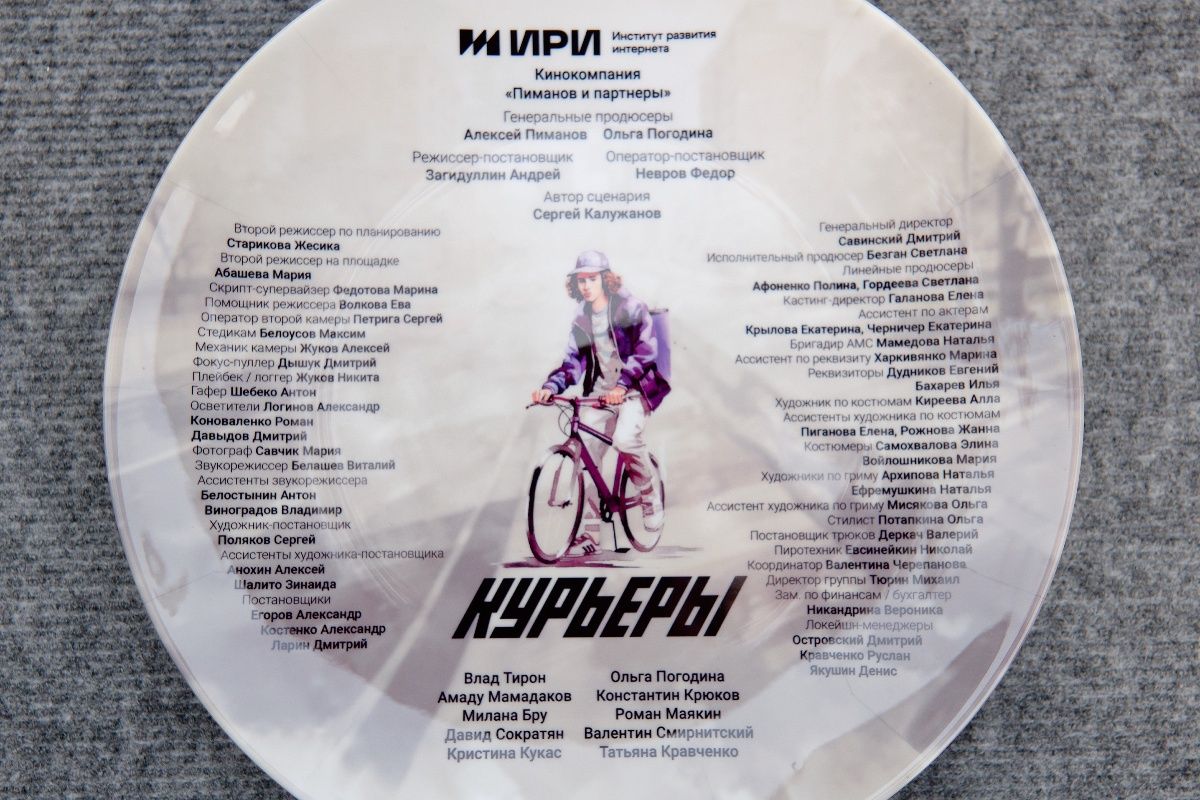 ИРИ Институт развития
интернета
Кинокомпания
«Пиманов и партнеры»
Генеральные продюсеры
Алексей Пиманов Ольга Погодина
Режиссер-постановщик Оператор-постановщик
Загидуллин Андрей Невров Федор
Автор сценария
Сергей Калужанов
Второй режиссер по планированию
Старикова Жесика
Второй режиссер на площадке
Абашева Мария
Скрипт-супервайзер Федотова Марина
Помощник режиссера Волкова Ева
Оператор второй камеры Петрига Сергей
Стедикам Белоусов Максим
Механик камеры Жуков Алексей
Фокус-пуллер Дышук Дмитрий
Плейбек / логгер Жуков Никита
Гафер Шебеко Антон
Осветители Логинов Александр
Коноваленко Роман
Давыдов Дмитрий
Фотограф Савчик Мария
Звукорежиссер Белашев Виталий
Ассистенты звукорежиссера
Белостынин Антон
Виноградов Владимир
Художник-постановщик
Поляков Сергей
Ассистенты художника-постановщика
Анохин Алексей
Шалито Зинаида
Постановщики
Егоров Александр
Костенко Александр
Ларин Дмитрий
Генеральный директор
Савинский Дмитрий
Исполнительный продюсер Безган Светлана
Линейные продюсеры
Афоненко Полина, Гордеева Светлана
Кастинг-директор Галанова Елена
Ассистент по актерам
Крылова Екатерина, Черничер Екатерина
Бригадир АМС Мамедова Наталья
Ассистент по реквизиту Харкивянко Марина
Реквизиторы Дудников Евгений
Бахарев Илья
Художник по костюмам Киреева Алла
Ассистенты художника по костюмам
Пиганова Елена, Рожнова Жанна
Костюмеры Самохвалова Элина
Войлошникова Мария
Художники по гриму Архипова Наталья
Ефремушкина Наталья
Ассистент художника по гриму Мисякова Ольга
Стилист Потапкина Ольга
Постановщик трюков Деркач Валерий
Пиротехник Евсинейкин Николай
Координатор Валентина Черепанова
Директор группы Тюрин Михаил
Зам. по финансам / бухгалтер
Никандрина Вероника
Локейшн-менеджеры
Островский Дмитрий
Кравченко Руслан
Якушин Денис
КУРЬЕРЫ
Влад Тирон Ольга Погодина
Амаду Мамадаков Константин Крюков
Милана Бру Роман Маякин
Давид Сократян Валентин Смирнитский
Кристина Кукас Татьяна Кравченко